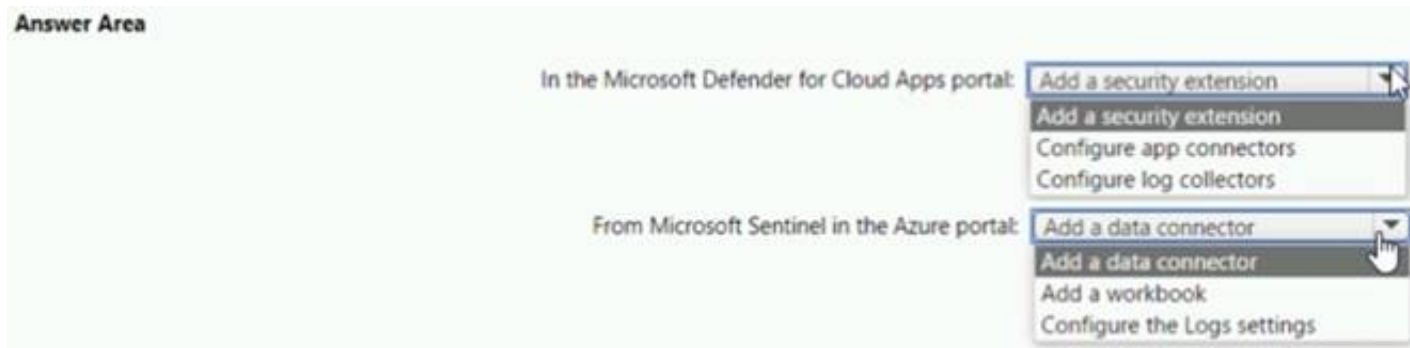 Answer Area
In the Microsoft Defender for Cloud Apps portal: Add a security extension
Add a security extension
Configure app connectors
Configure log collectors
From Microsoft Sentinel in the Azure portal: Add a data connector
Add a data connector
Add a workbook
Configure the Logs settings